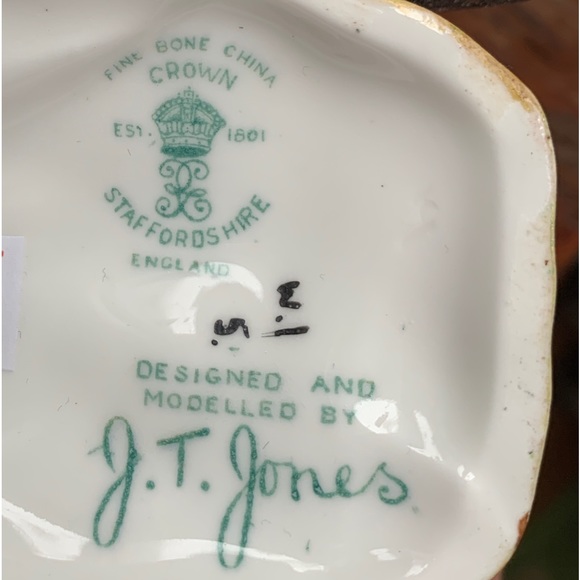 FINE BONE CHINA
CROWN
EST. 1801
STAFFORDSHIRE
ENGLAND
DESIGNED AND
MODELLED BY
J.T. Jones